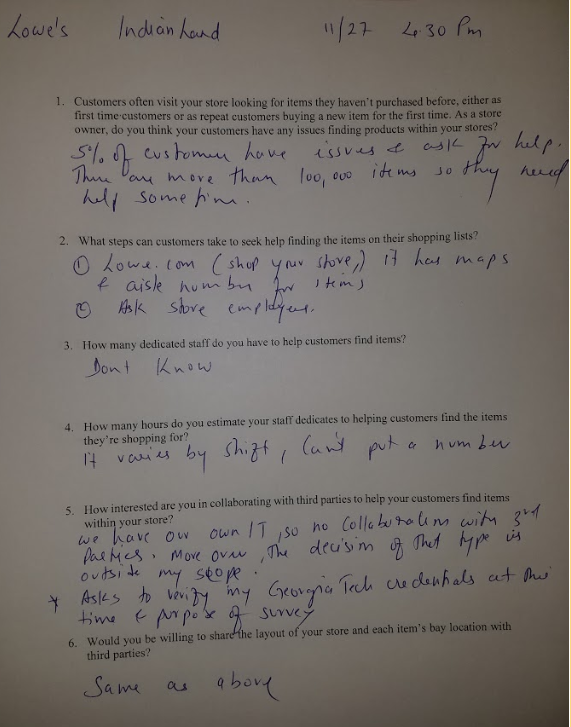 Lowe's Indian Land 11/27 4:30 Pm
1. Customers often visit your store looking for items they haven't purchased before, either as
first time customers or as repeat customers buying a new item for the first time. As a store
owner, do you think your customers have any issues finding products within your stores?
5% of customer have issues & ask for help.
There are more than 100,000 items so they need
help some time.
2. What steps can customers take to seek help finding the items on their shopping lists?
① Lowe.com (shop your store,) it has maps
& aisle number for items
② Ask store employees.
3. How many dedicated staff do you have to help customers find items?
Dont Know
4. How many hours do you estimate your staff dedicates to helping customers find the items
they're shopping for?
It varies by shift, Can't put a number
5. How interested are you in collaborating with third parties to help your customers find items
within your store?
we have our own IT, so no Collaboration with 3rd
Parties. More over, The decision of that type is
outside my scope.
* Asks to verify my Georgia Tech credentials at this
time & purpose of survey
6. Would you be willing to share the layout of your store and each item's bay location with
third parties?
Same as above